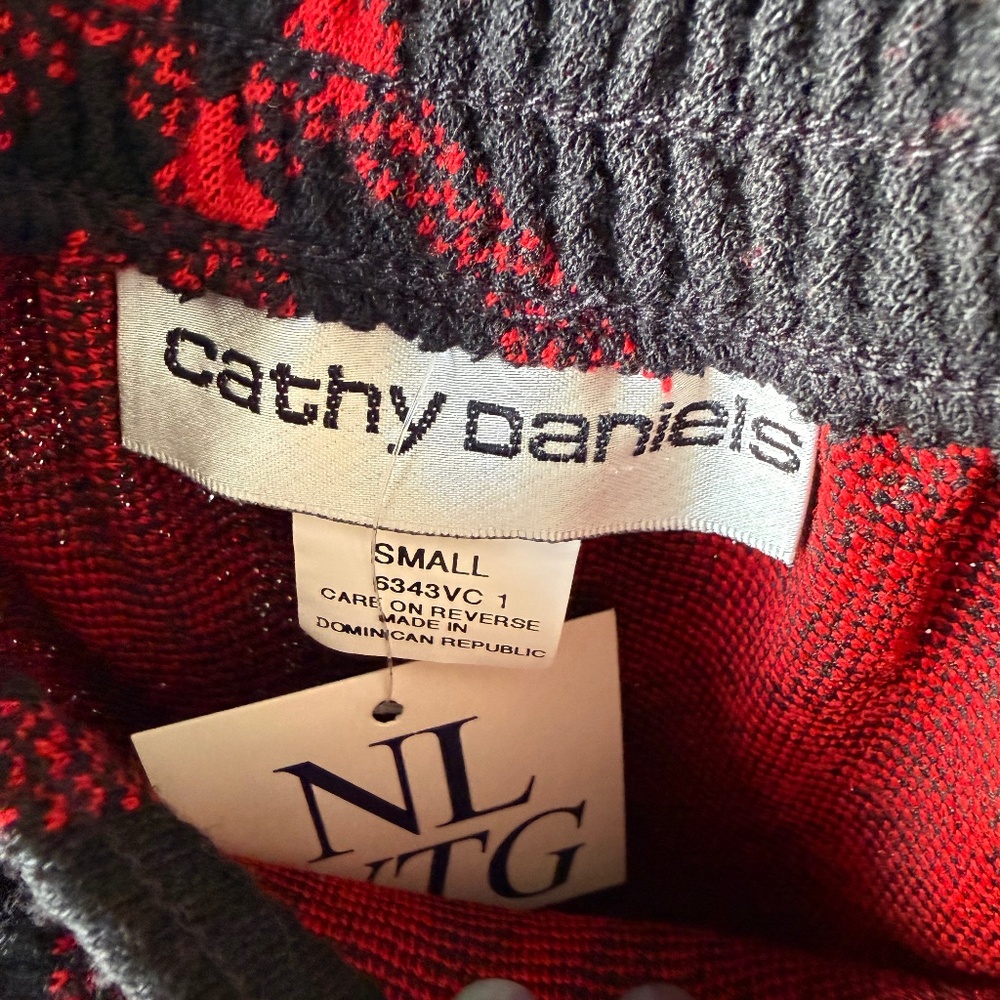 cathy Daniels
SMALL
6343VC 1
CARE ON REVERSE
MADE IN
DOMINICAN REPUBLIC
NL
VTG